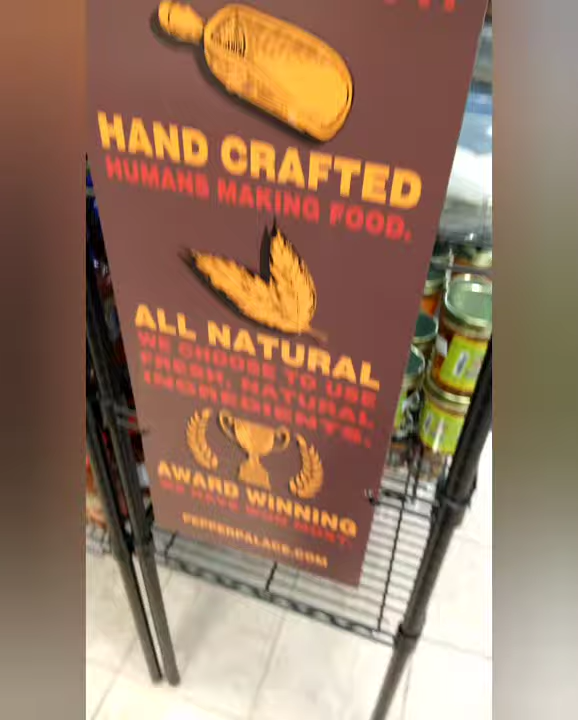 HAND CRAFTED
HUMANS MAKING FOOD.
ALL NATURAL
WE CHOOSE TO USE
FRESH, NATURAL
INGREDIENTS.
AWARD WINNING
WE HAVE WON MOST.
PEPPERPALACE.COM